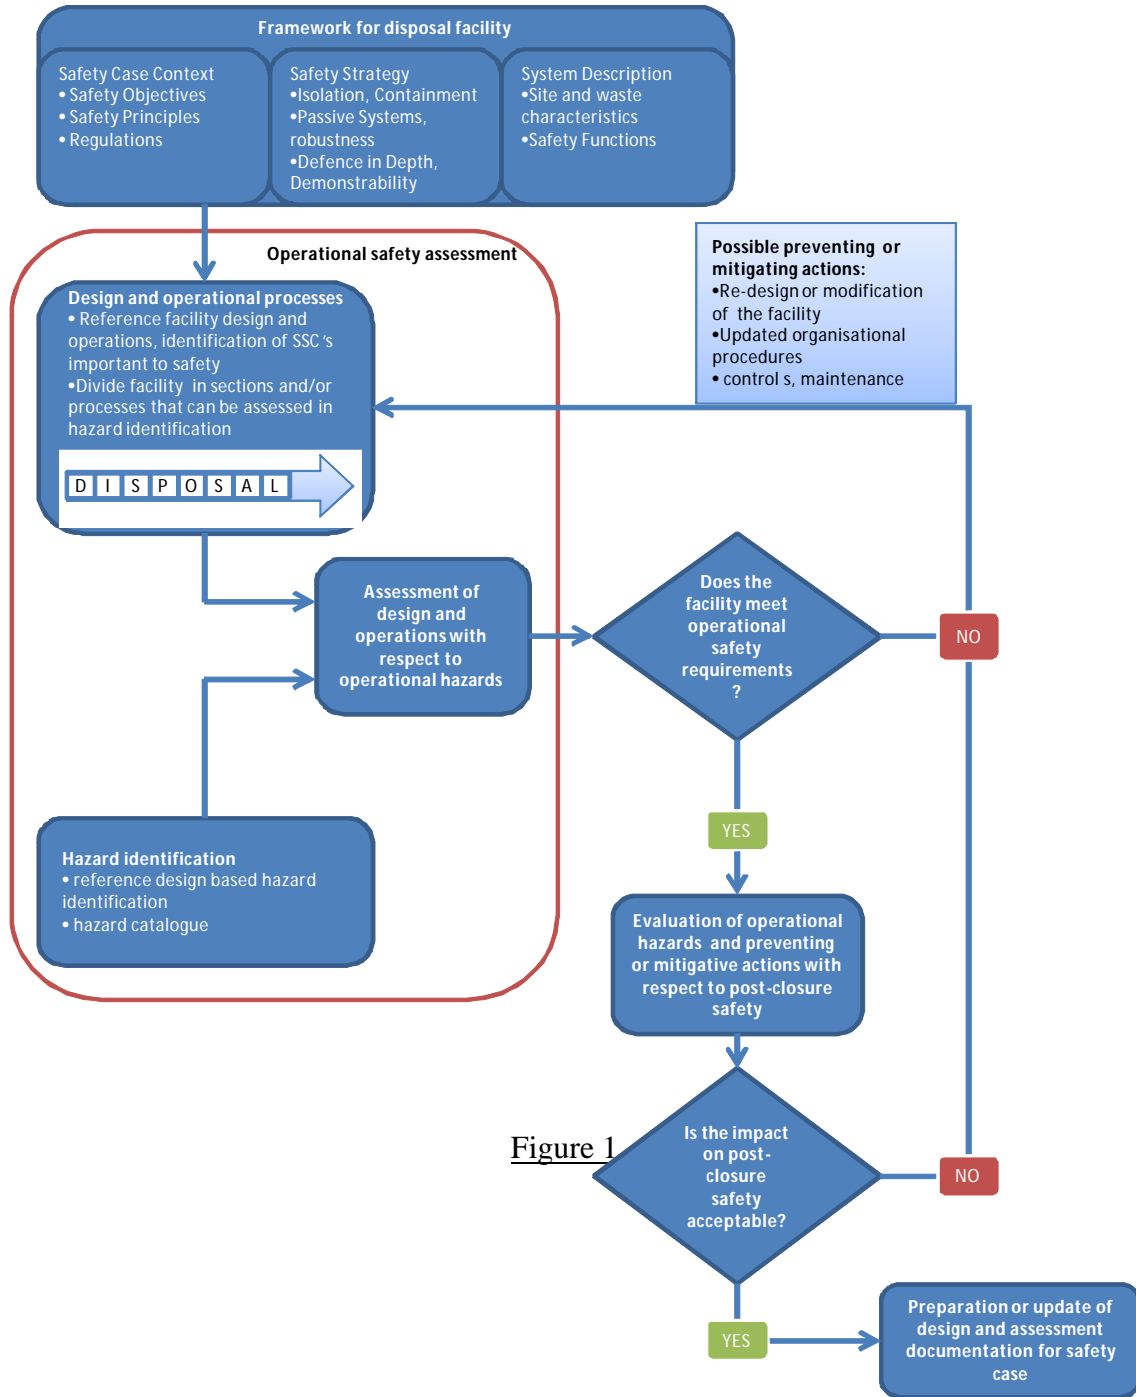 Framework for disposal facility
Safety Case Context
• Safety Objectives
• Safety Principles
• Regulations
Safety Strategy
•Isolation, Containment
•Passive Systems,
robustness
•Defence in Depth,
Demonstrability
System Description
•Site and waste
characteristics
•Safety Functions
Operational safety assessment
Possible preventing or
mitigating actions:
•Re-design or modification
of the facility
•Updated organisational
procedures
• control s, maintenance
Design and operational processes
• Reference facility design and
operations, identification of SSC's
important to safety
•Divide facility in sections and/or
processes that can be assessed in
hazard identification
D I S P O S A L
Assessment of
design and
operations with
respect to
operational hazards
Does the
facility meet
operational
safety
requirements
?
NO
YES
Hazard identification
• reference design based hazard
identification
• hazard catalogue
Evaluation of operational
hazards and preventing
or mitigative actions with
respect to post-closure
safety
Figure 1
Is the impact
on post-
closure
safety
acceptable?
NO
YES
Preparation or update of
design and assessment
documentation for safety
case